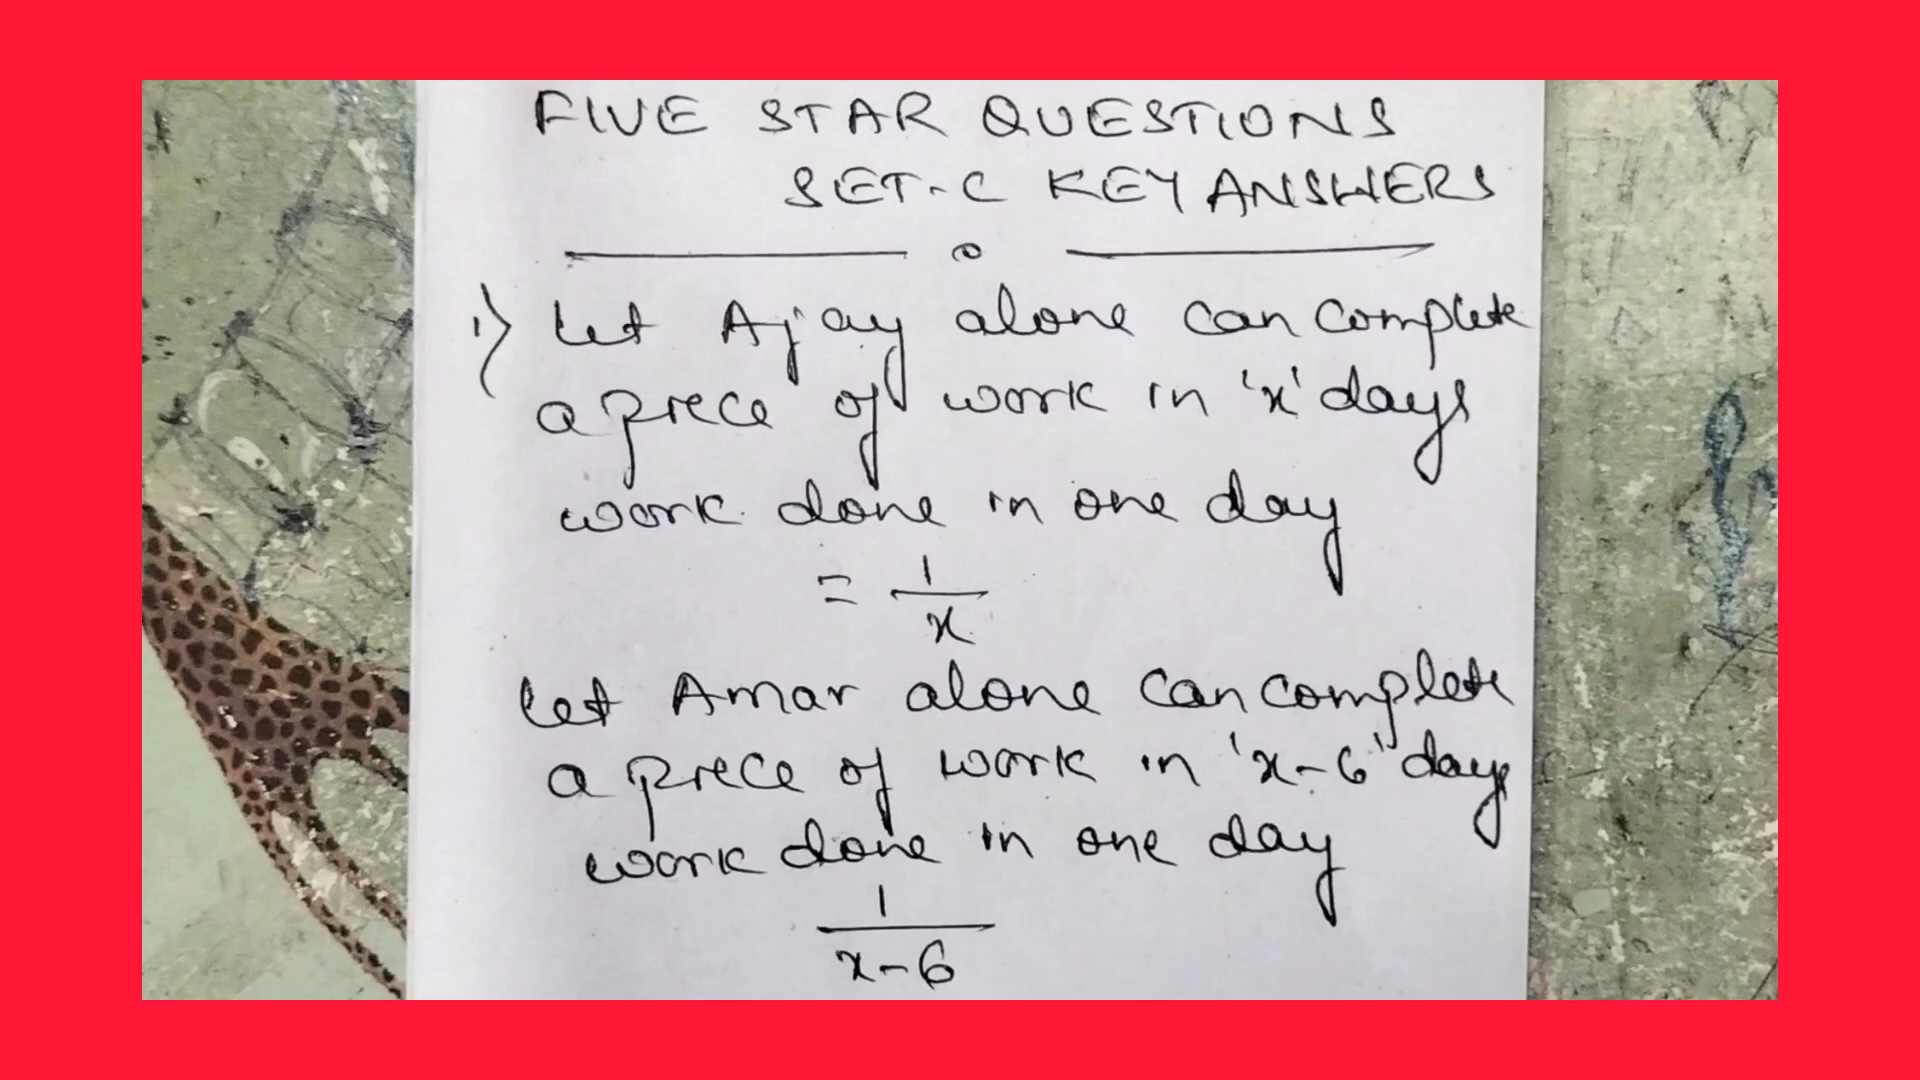 FIVE STAR QUESTIONS
SET-C KEY ANSWERS
1) Let Ajay alone can complete
a piece of work in 'x' days
work done in one day
= 1/x
Let Amar alone can complete
a piece of work in 'x-6' days
work done in one day
1/x-6